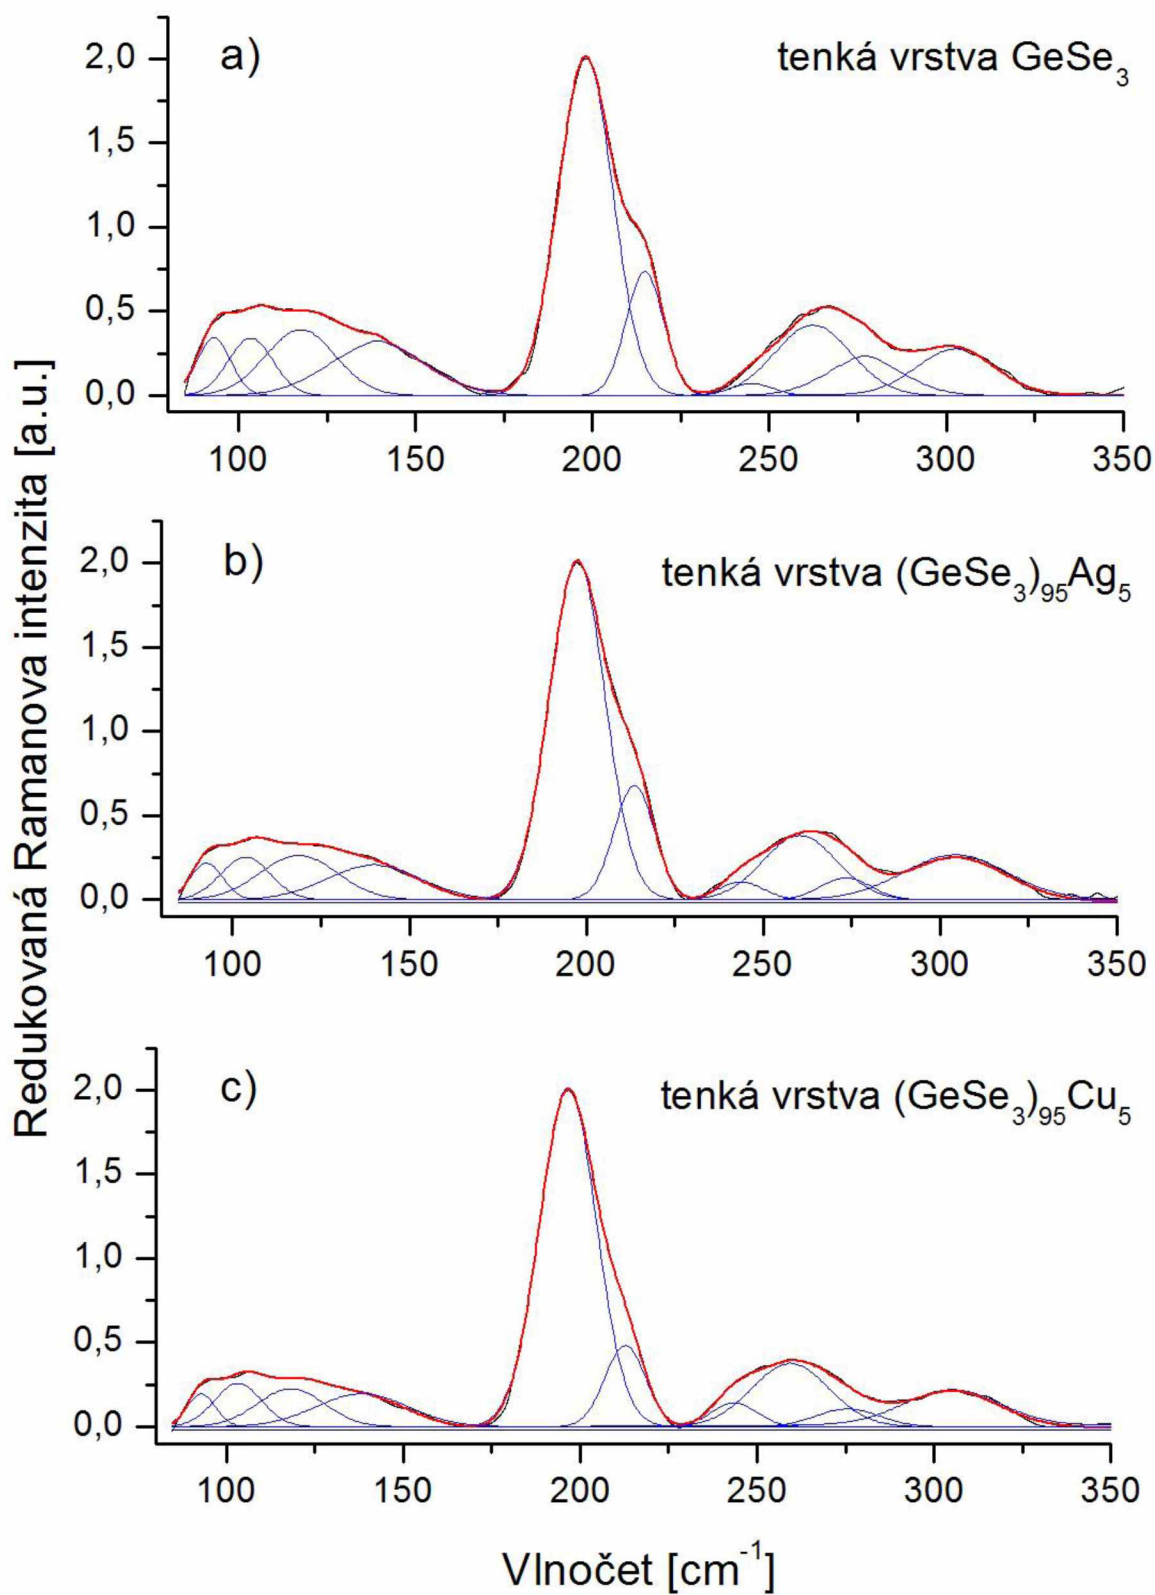 Redukovaná Ramanova intenzita [a.u.]
a)
tenká vrstva GeSe₃
2,0
1,5
1,0
0,5
0,0
100 150 200 250 300 350
b)
tenká vrstva (GeSe₃)₉₅Ag₅
2,0
1,5
1,0
0,5
0,0
100 150 200 250 300 350
c)
tenká vrstva (GeSe₃)₉₅Cu₅
2,0
1,5
1,0
0,5
0,0
100 150 200 250 300 350
Vlnočet [cm⁻¹]